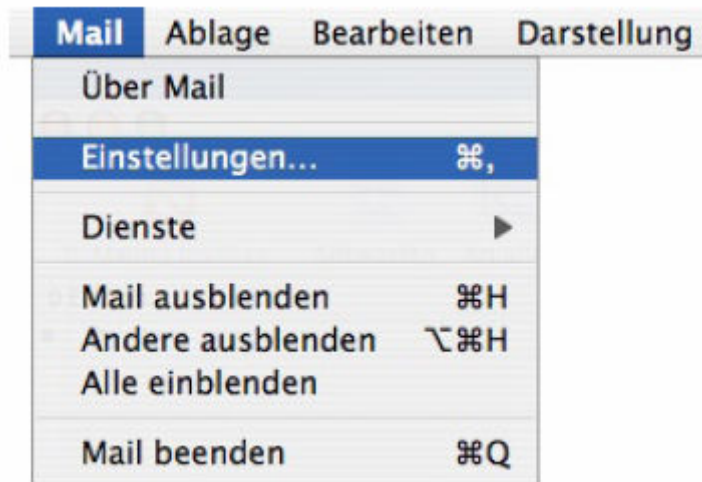 Mail Ablage Bearbeiten Darstellung
Über Mail
Einstellungen... ⌘,
Dienste ▶
Mail ausblenden ⌘H
Andere ausblenden ⌥⌘H
Alle einblenden
Mail beenden ⌘Q